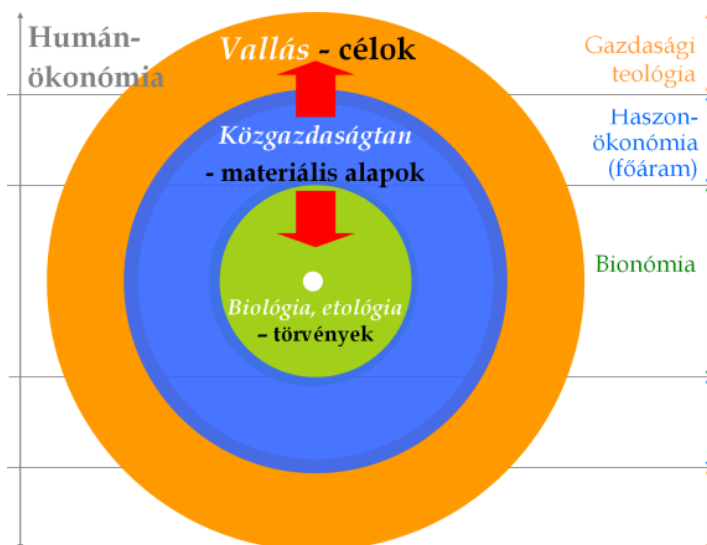 Humán-
ökonómia
Vallás - célok
Közgazdaságtan
- materiális alapok
Biológia, etológia
– törvények
Gazdasági
teológia
Haszon-
ökonómia
(főáram)
Bionómia